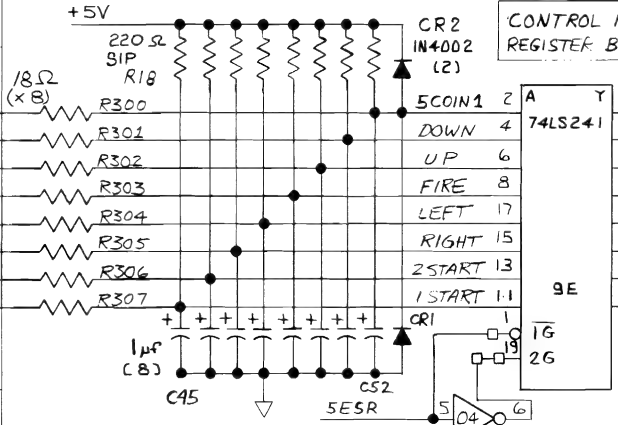 +5V
CR2
1N4002
(2)
CONTROL
REGISTER B
220 Ω
SIP
R18
18Ω
(x 8)
R300
5COIN1 2
A Y
74LS241
R301
DOWN 4
R302
UP 6
R303
FIRE 8
R304
LEFT 17
R305
RIGHT 15
R306
2START 13
R307
1START 11
9E
+ + + + + + + +
CR1
1
1G
1µf
(8)
19
2G
C45
C52
5ESR
5
04
6